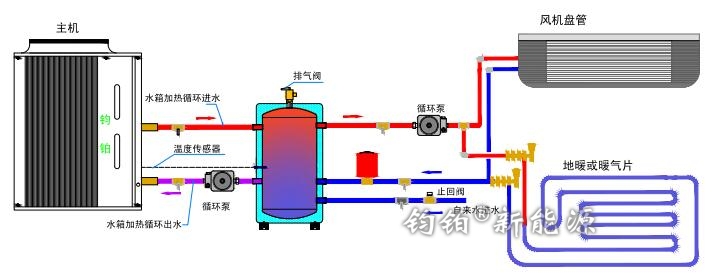 主机
风机盘管
排气阀
水箱加热循环进水
循环泵
钧
铂
温度传感器
地暖或暖气片
止回阀
循环泵
自来水进水
水箱加热循环出水
钧铂®新能源